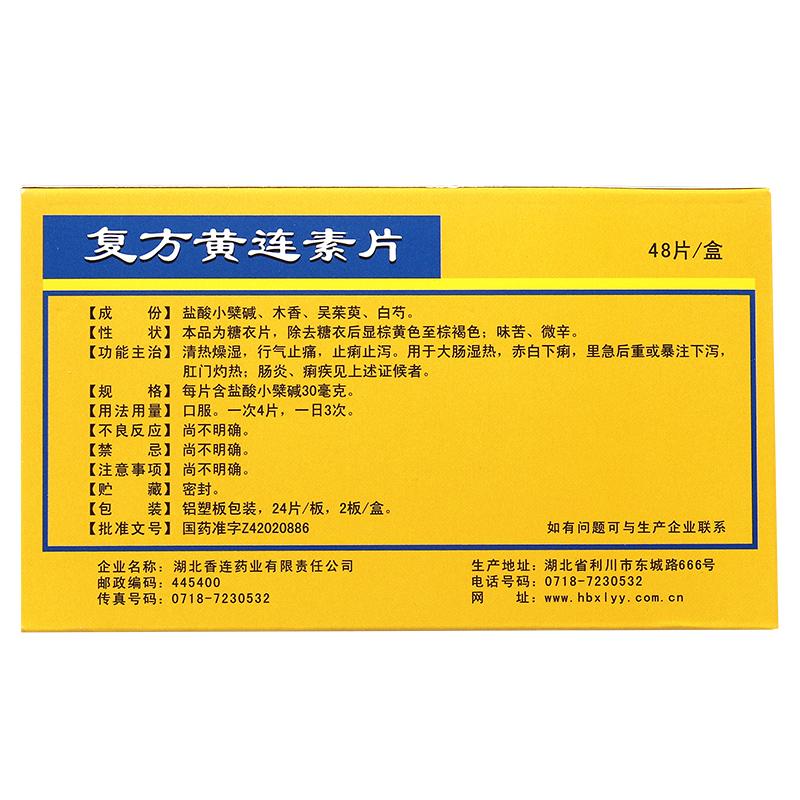 复方黄连素片
48片/盒
【成　份】盐酸小檗碱、木香、吴茱萸、白芍。
【性　状】本品为糖衣片，除去糖衣后显棕黄色至棕褐色；味苦、微辛。
【功能主治】清热燥湿，行气止痛，止痢止泻。用于大肠湿热，赤白下痢，里急后重或暴注下泻，
肛门灼热；肠炎、痢疾见上述证候者。
【规　格】每片含盐酸小檗碱30毫克。
【用法用量】口服。一次4片，一日3次。
【不良反应】尚不明确。
【禁　忌】尚不明确。
【注意事项】尚不明确。
【贮　藏】密封。
【包　装】铝塑板包装，24片/板，2板/盒。
【批准文号】国药准字Z42020886
如有问题可与生产企业联系
企业名称：湖北香连药业有限责任公司
邮政编码：445400
传真号码：0718-7230532
生产地址：湖北省利川市东城路666号
电话号码：0718-7230532
网　址：www.hbxlyy.com.cn